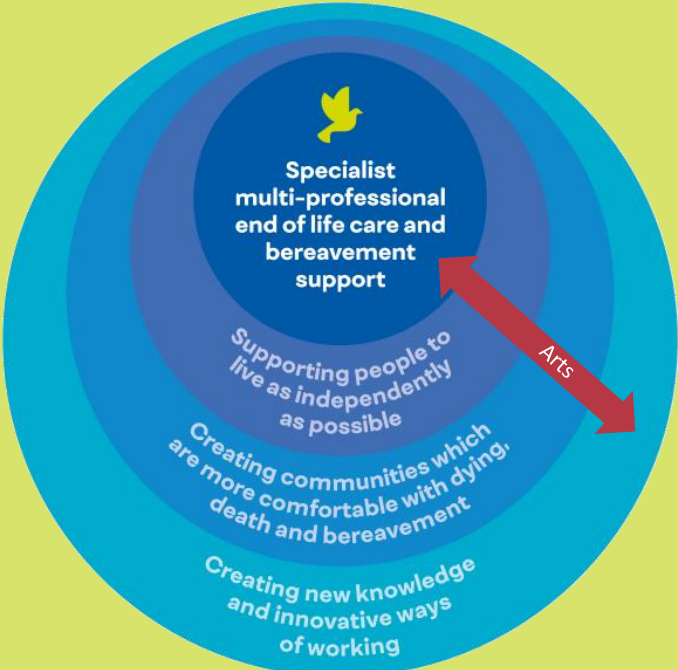 Specialist
multi-professional
end of life care and
bereavement
support
Supporting people to
live as independently
as possible
Arts
Creating communities which
are more comfortable with dying,
death and bereavement
Creating new knowledge
and innovative ways
of working